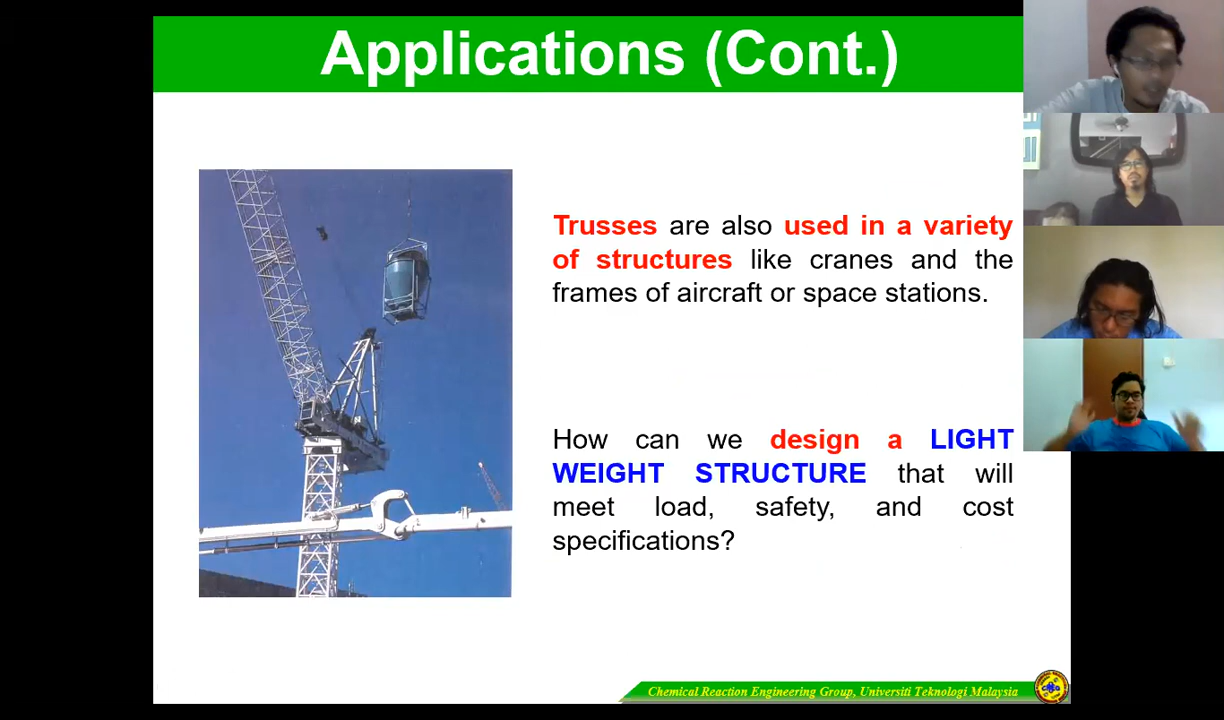 Applications (Cont.)
Trusses are also used in a variety
of structures like cranes and the
frames of aircraft or space stations.
How can we design a LIGHT
WEIGHT STRUCTURE that will
meet load, safety, and cost
specifications?
Chemical Reaction Engineering Group, Universiti Teknologi Malaysia